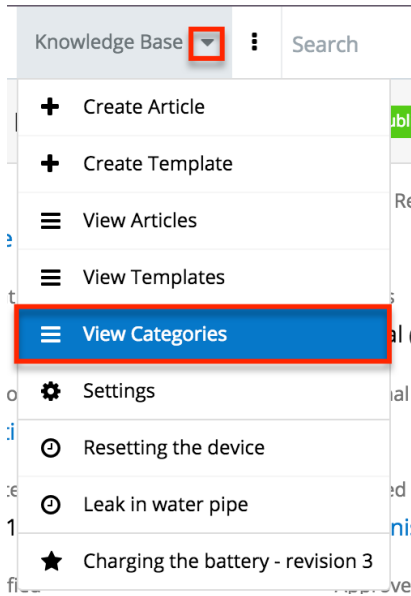 Knowledge Base
Search
Create Article
Create Template
View Articles
View Templates
View Categories
Settings
Resetting the device
Leak in water pipe
Charging the battery - revision 3